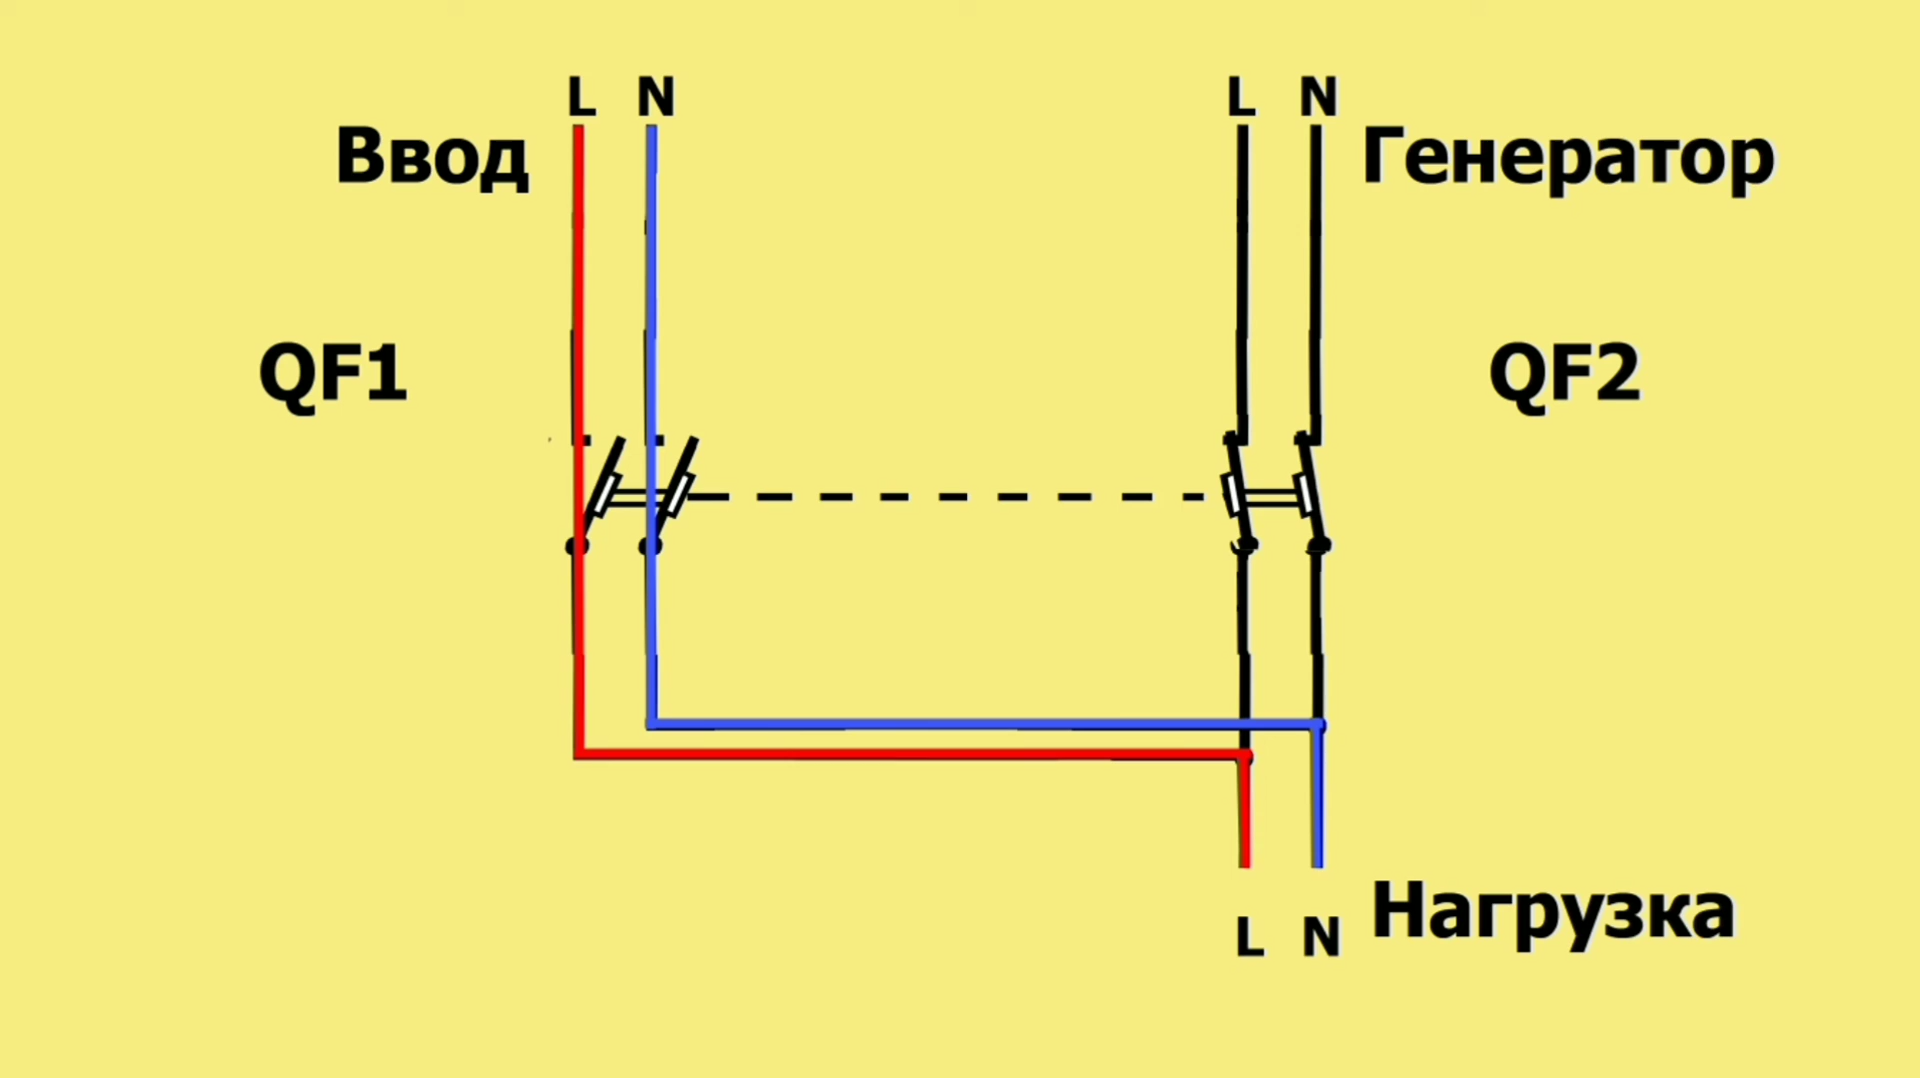 L N
Ввод
L N
Генератор
QF1
QF2
Нагрузка
L N